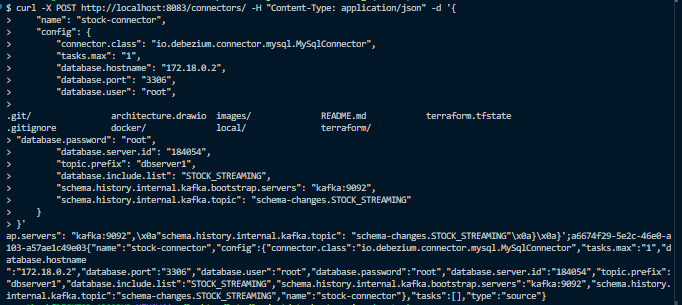 $ curl -X POST http://localhost:8083/connectors/ -H "Content-Type: application/json" -d '{
>     "name": "stock-connector",
>     "config": {
>         "connector.class": "io.debezium.connector.mysql.MySqlConnector",
>         "tasks.max": "1",
>         "database.hostname": "172.18.0.2",
>         "database.port": "3306",
>         "database.user": "root",
>
.git/             architecture.drawio  images/          README.md         terraform.tfstate
.gitignore        docker/              local/           terraform/
> "database.password": "root",
>         "database.server.id": "184054",
>         "topic.prefix": "dbserver1",
>         "database.include.list": "STOCK_STREAMING",
>         "schema.history.internal.kafka.bootstrap.servers": "kafka:9092",
>         "schema.history.internal.kafka.topic": "schema-changes.STOCK_STREAMING"
>     }
> }'
ap.servers": "kafka:9092",\x0a"schema.history.internal.kafka.topic": "schema-changes.STOCK_STREAMING"\x0a}\x0a}';a6674f29-5e2c-46e0-a
103-a57ae1c49e03{"name":"stock-connector","config":{"connector.class":"io.debezium.connector.mysql.MySqlConnector","tasks.max":"1","d
atabase.hostname
":"172.18.0.2","database.port":"3306","database.user":"root","database.password":"root","database.server.id":"184054","topic.prefix":
"dbserver1","database.include.list":"STOCK_STREAMING","schema.history.internal.kafka.bootstrap.servers":"kafka:9092","schema.history.
internal.kafka.topic":"schema-changes.STOCK_STREAMING","name":"stock-connector"},"tasks":[],"type":"source"}